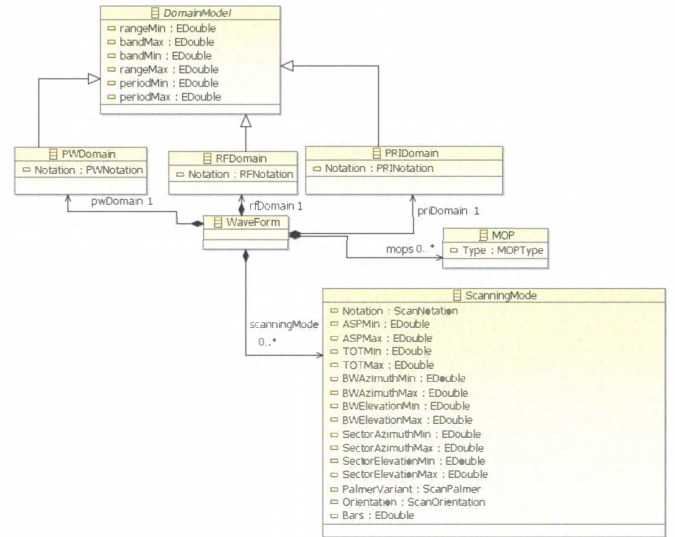 DomainModel
rangeMin : EDouble
bandMax : EDouble
bandMin : EDouble
rangeMax : EDouble
periodMin : EDouble
periodMax : EDouble
PWDomain
Notation : PWNotation
RFDomain
Notation : RFNotation
PRIDomain
Notation : PRINotation
pwDomain 1
rfDomain 1
priDomain 1
WaveForm
mops 0..*
MOP
Type : MOPType
scanningMode
0..*
ScanningMode
Notation : ScanNotation
ASPMin : EDouble
ASPMax : EDouble
TOTMin : EDouble
TOTMax : EDouble
BWAzimuthMin : EDouble
BWAzimuthMax : EDouble
BWElevationMin : EDouble
BWElevationMax : EDouble
SectorAzimuthMin : EDouble
SectorAzimuthMax : EDouble
SectorElevationMin : EDouble
SectorElevationMax : EDouble
PalmerVariant : ScanPalmer
Orientation : ScanOrientation
Bars : EDouble